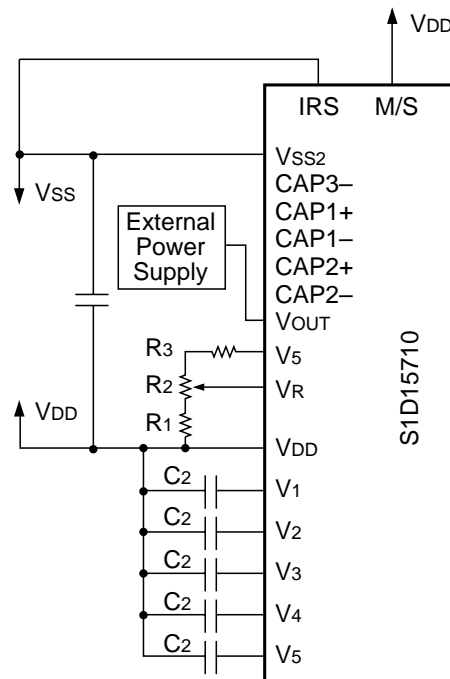 VDD
IRS M/S
VSS2
VSS
CAP3–
CAP1+
CAP1–
CAP2+
CAP2–
VOUT
External
Power
Supply
R3
V5
R2
VR
R1
VDD
VDD
S1D15710
C2
V1
C2
V2
C2
V3
C2
V4
C2
V5